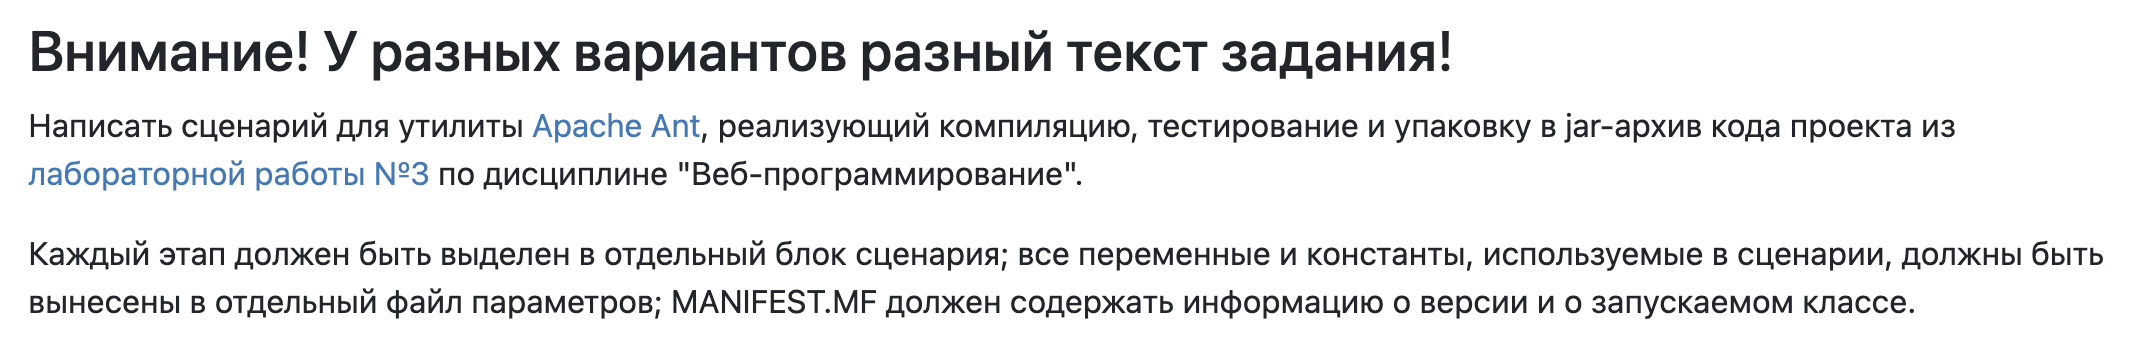 Внимание! У разных вариантов разный текст задания!
Написать сценарий для утилиты Apache Ant, реализующий компиляцию, тестирование и упаковку в jar-архив кода проекта из
лабораторной работы №3 по дисциплине "Веб-программирование".
Каждый этап должен быть выделен в отдельный блок сценария; все переменные и константы, используемые в сценарии, должны быть
вынесены в отдельный файл параметров; MANIFEST.MF должен содержать информацию о версии и о запускаемом классе.